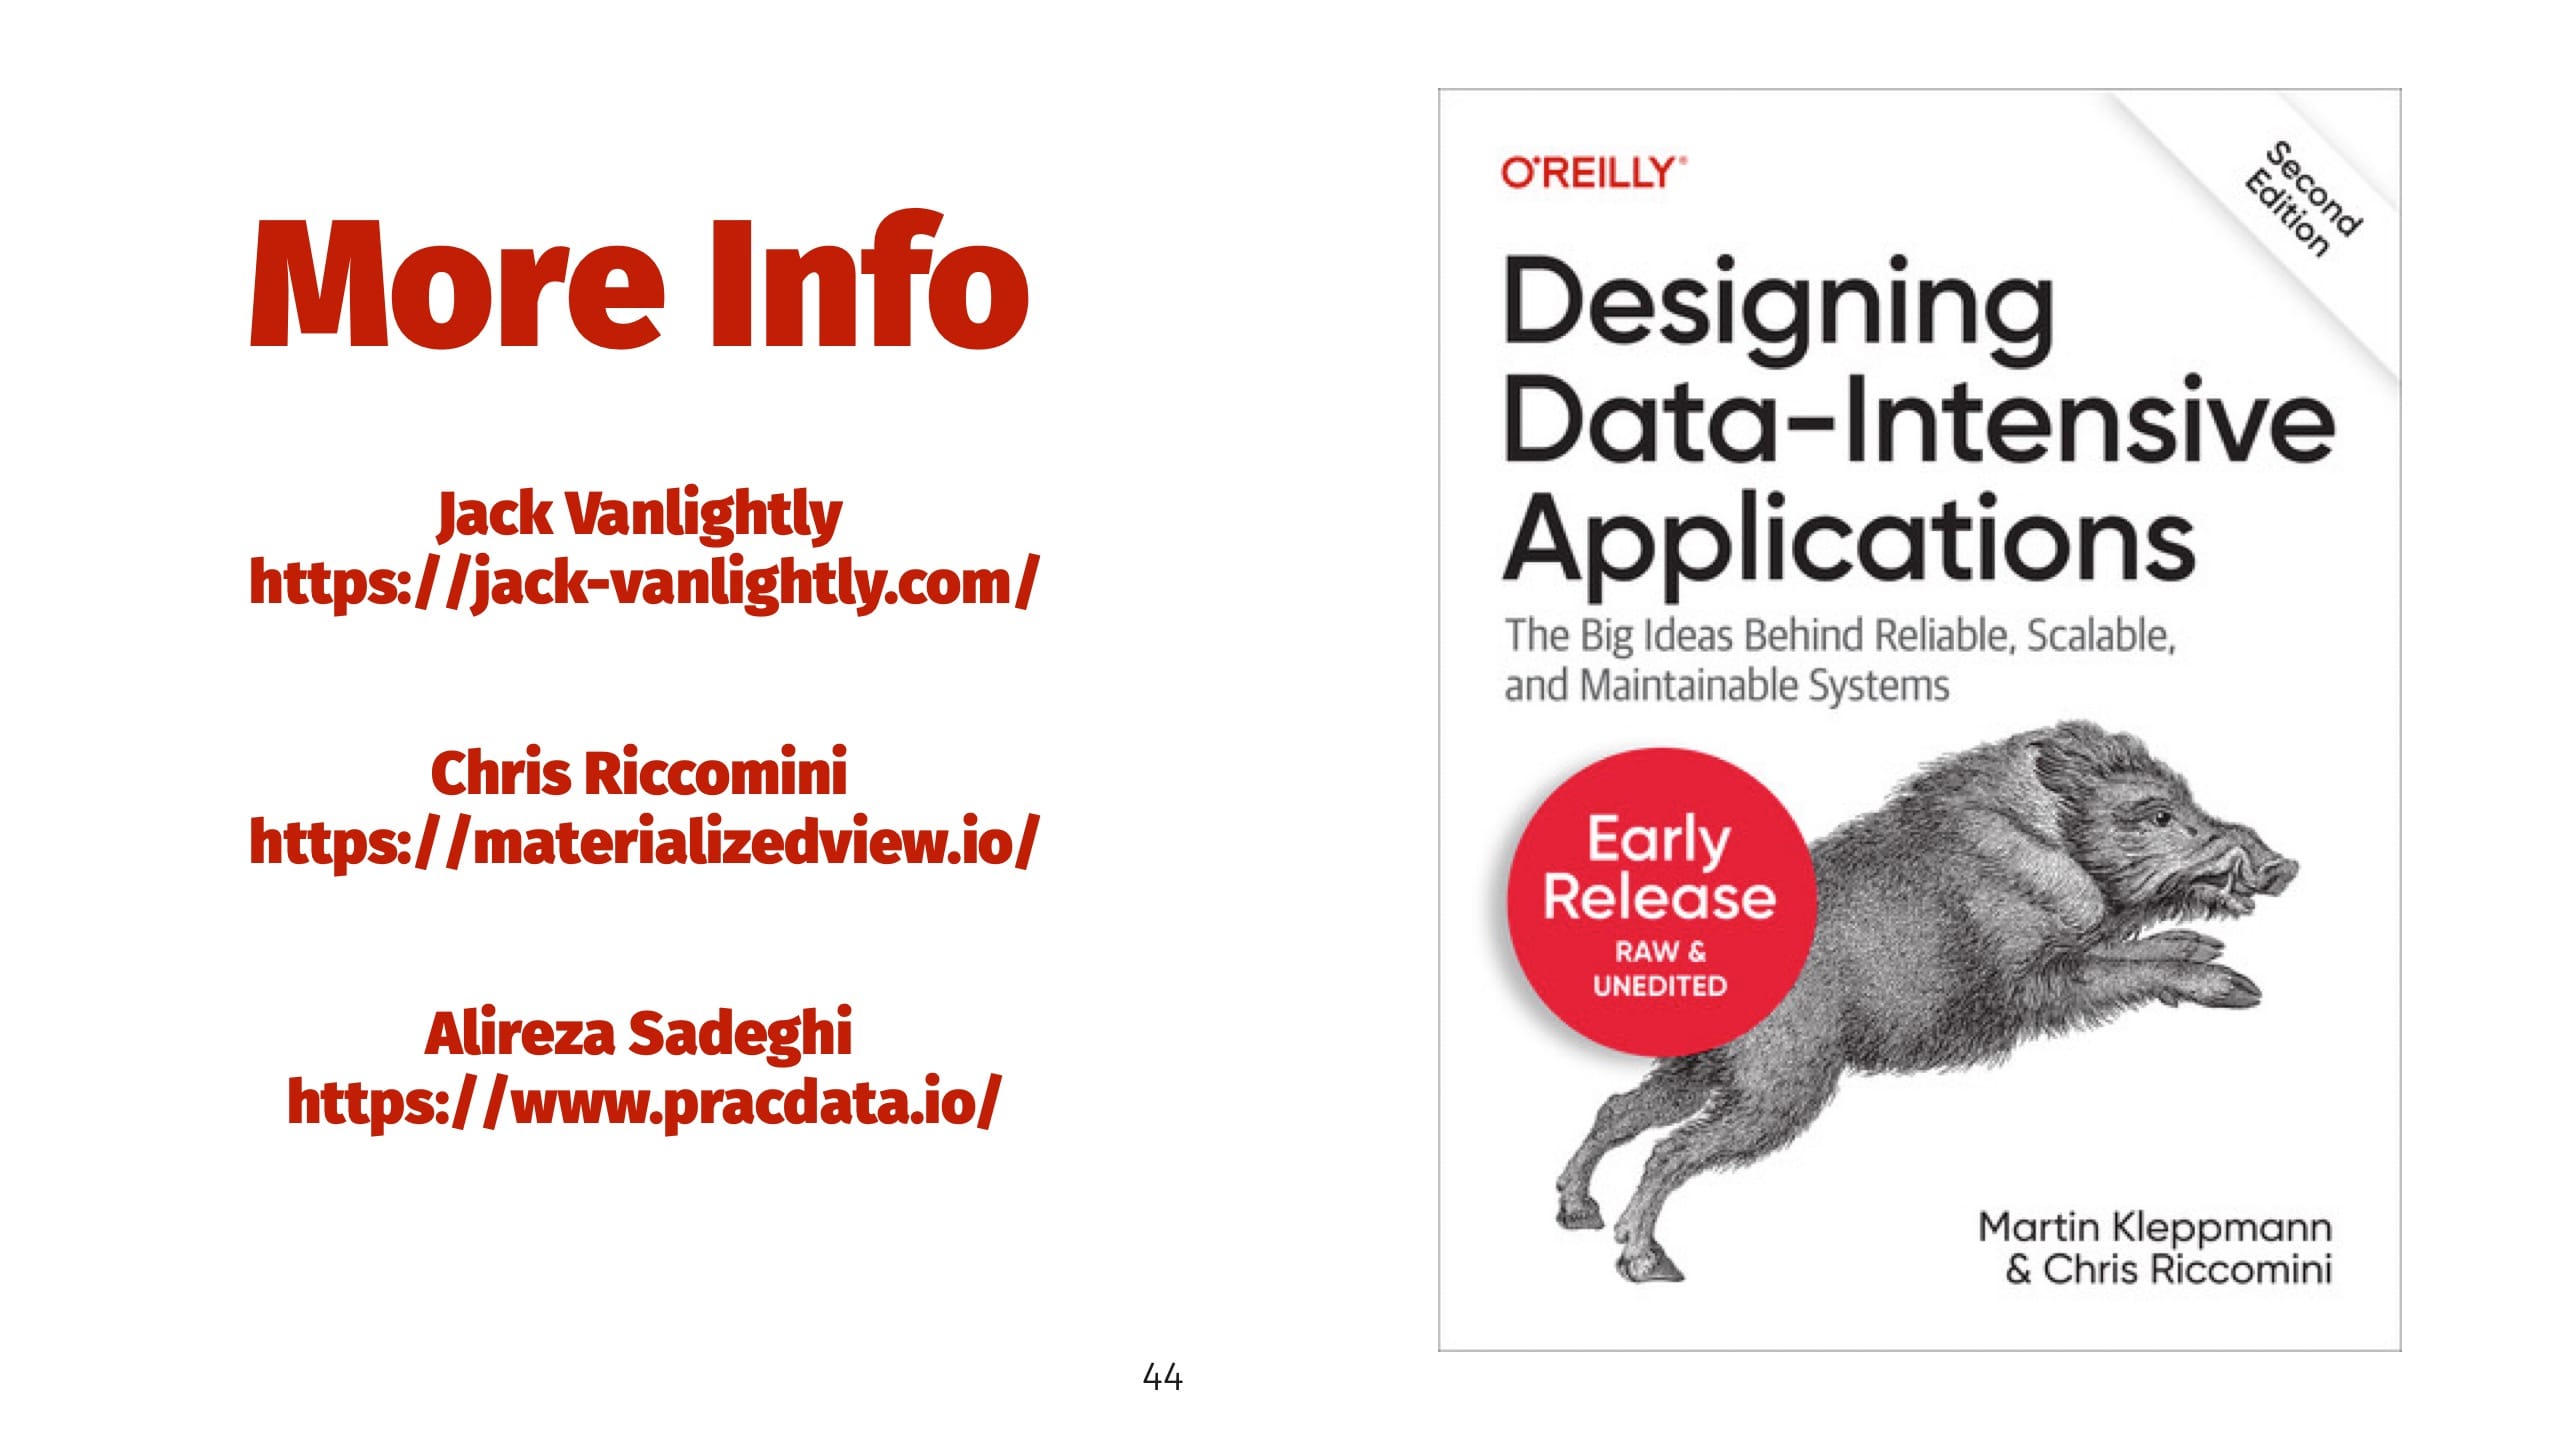 More Info
Jack Vanlightly
https://jack-vanlightly.com/
Chris Riccomini
https://materializedview.io/
Alireza Sadeghi
https://www.pracdata.io/
44
O'REILLY®
Second
Edition
Designing
Data-Intensive
Applications
The Big Ideas Behind Reliable, Scalable,
and Maintainable Systems
Early
Release
RAW &
UNEDITED
Martin Kleppmann
& Chris Riccomini